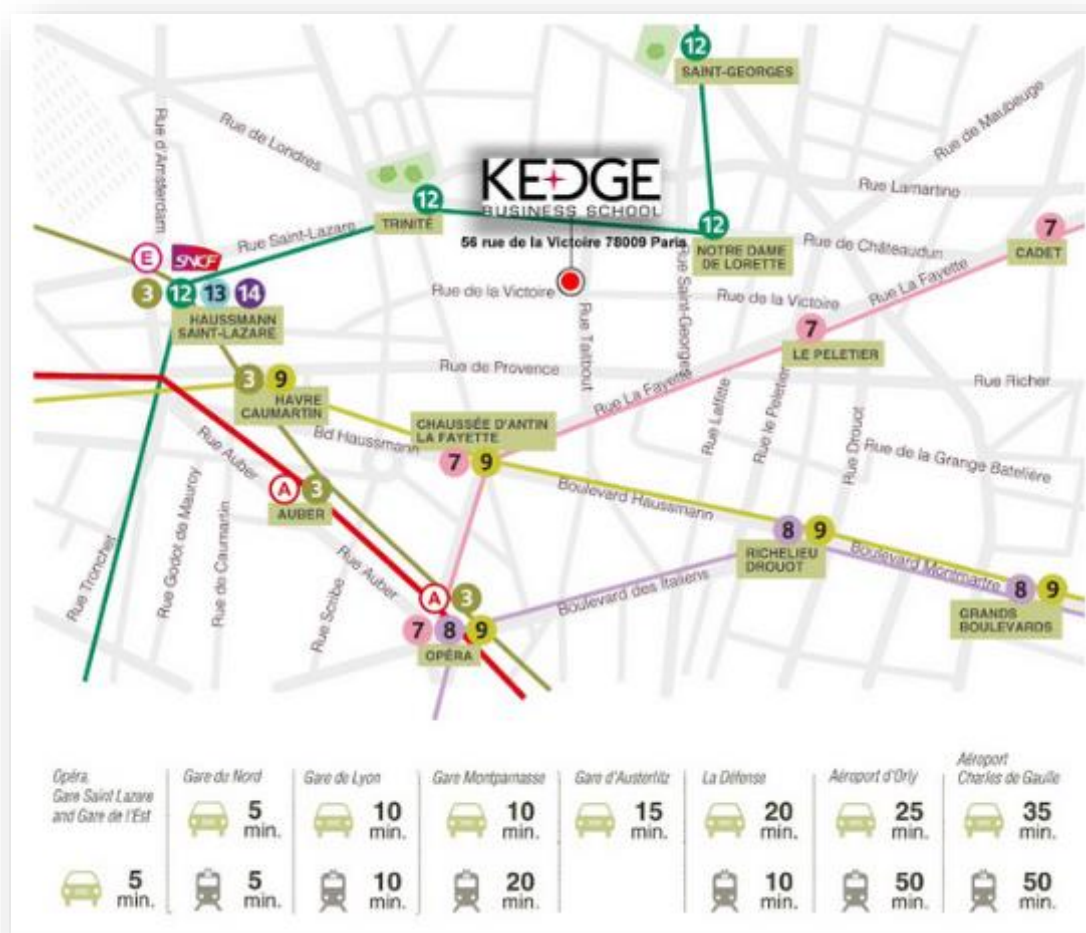 12
SAINT-GEORGES
Rue de Maubeuge
Rue d'Amsterdam
Rue de Londres
KEDGE
BUSINESS SCHOOL
Rue Lamartine
12
TRINITÉ
12
NOTRE DAME
DE LORETTE
7
CADET
56 rue de la Victoire 78009 Paris
Rue Saint-Lazare
Rue de Châteaudun
E
SNCF
3 12 13 14
HAUSSMANN
SAINT-LAZARE
Rue de la Victoire
Rue Saint-Georges
Rue de la Victoire
Rue La Fayette
Rue Taitbout
7
LE PELETIER
Rue de Provence
Rue Richer
3 9
HAVRE
CAUMARTIN
Rue La Fayette
CHAUSSÉE D'ANTIN
LA FAYETTE
7 9
Rue Laffitte
Rue le Peletier
Rue Drouot
Bd Haussmann
Rue Auber
Rue de la Grange Batelière
A 3
AUBER
Boulevard Haussmann
8 9
RICHELIEU
DROUOT
Boulevard Montmartre
Rue Tronchet
Rue Godot de Mauroy
Rue de Caumartin
Rue Scribe
Rue Auber
Boulevard des Italiens
A 3
7 8 9
OPÉRA
8 9
GRANDS
BOULEVARDS
Opéra,
Gare Saint Lazare
and Gare de l'Est
5
min.
Gare du Nord
5
min.
5
min.
Gare de Lyon
10
min.
10
min.
Gare Montparnasse
10
min.
20
min.
Gare d'Austerlitz
15
min.
La Défense
20
min.
10
min.
Aéroport d'Orly
25
min.
50
min.
Aéroport
Charles de Gaulle
35
min.
50
min.